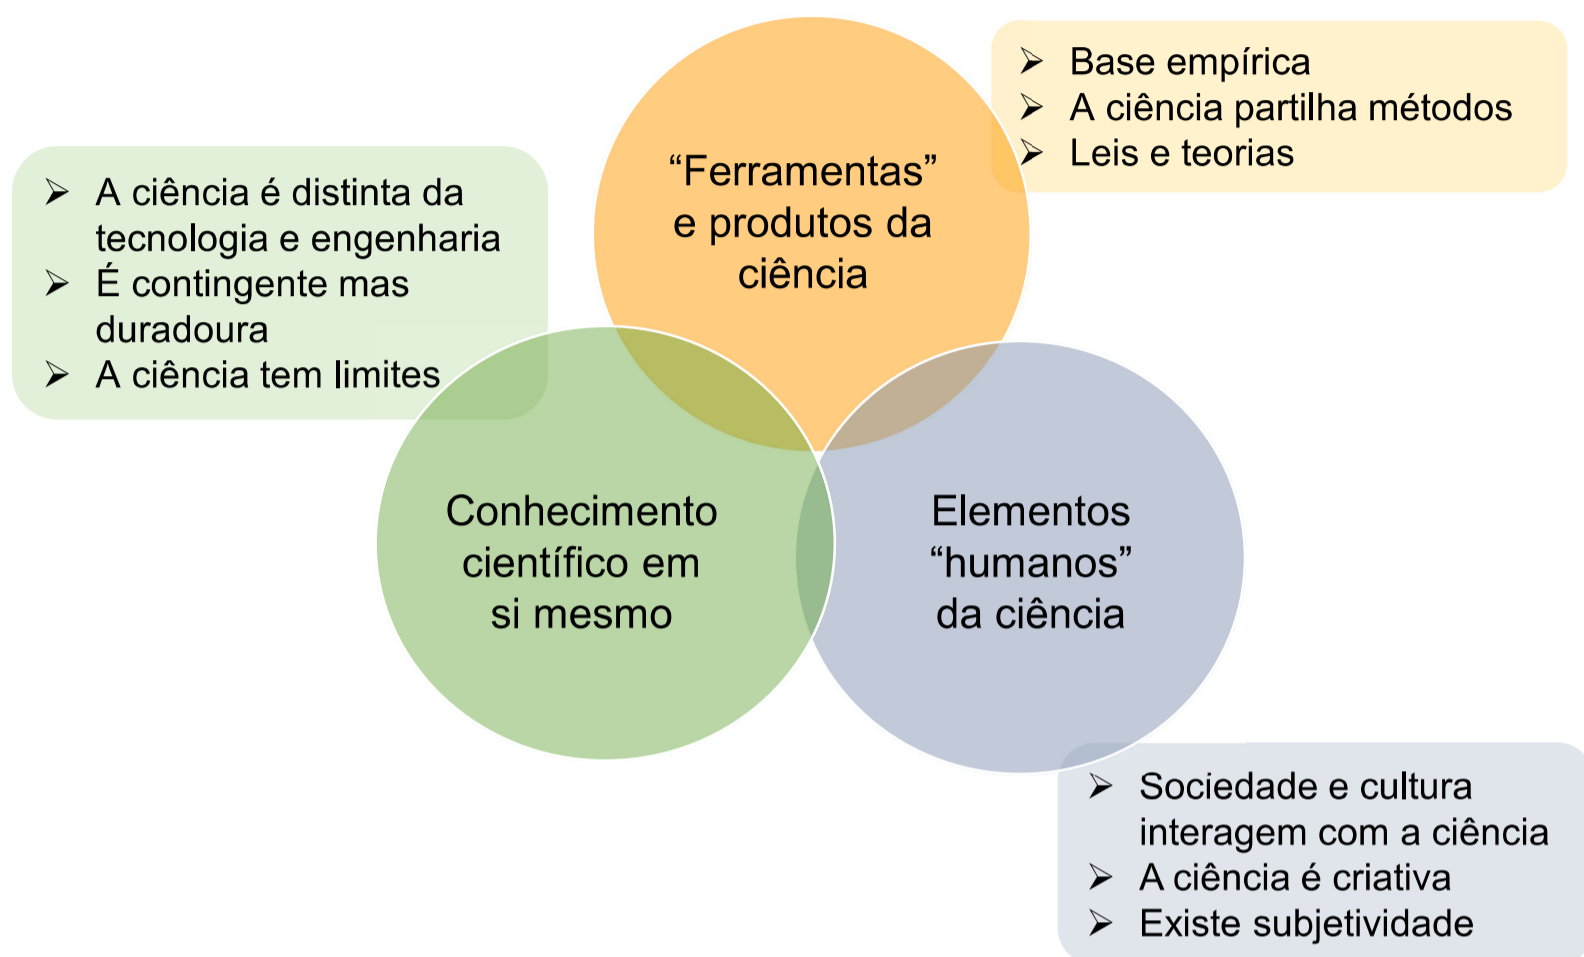 “Ferramentas”
e produtos da
ciência
➢ Base empírica
➢ A ciência partilha métodos
➢ Leis e teorias
➢ A ciência é distinta da
tecnologia e engenharia
➢ É contingente mas
duradoura
➢ A ciência tem limites
Conhecimento
científico em
si mesmo
Elementos
“humanos”
da ciência
➢ Sociedade e cultura
interagem com a ciência
➢ A ciência é criativa
➢ Existe subjetividade